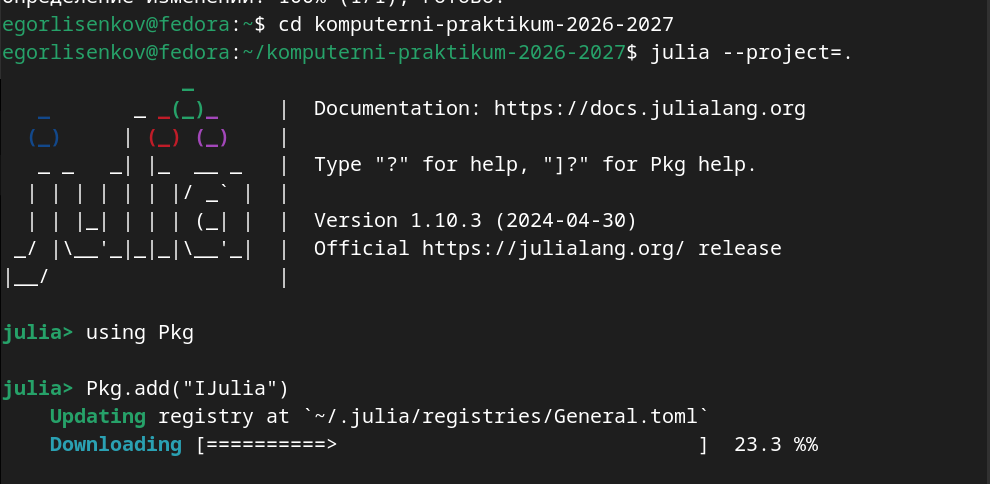 определение изменений: 100% (1/1), готово.
egorlisenkov@fedora:~$ cd komputerni-praktikum-2026-2027
egorlisenkov@fedora:~/komputerni-praktikum-2026-2027$ julia --project=.
               _
   _       _ _(_)_     |  Documentation: https://docs.julialang.org
  (_)     | (_) (_)    |
   _ _   _| |_  __ _   |  Type "?" for help, "]?" for Pkg help.
  | | | | | | |/ _` |  |
  | | |_| | | | (_| |  |  Version 1.10.3 (2024-04-30)
 _/ |\__'_|_|_|\__'_|  |  Official https://julialang.org/ release
|__/                   |
julia> using Pkg
julia> Pkg.add("IJulia")
    Updating registry at `~/.julia/registries/General.toml`
    Downloading [==========>                              ]  23.3 %%